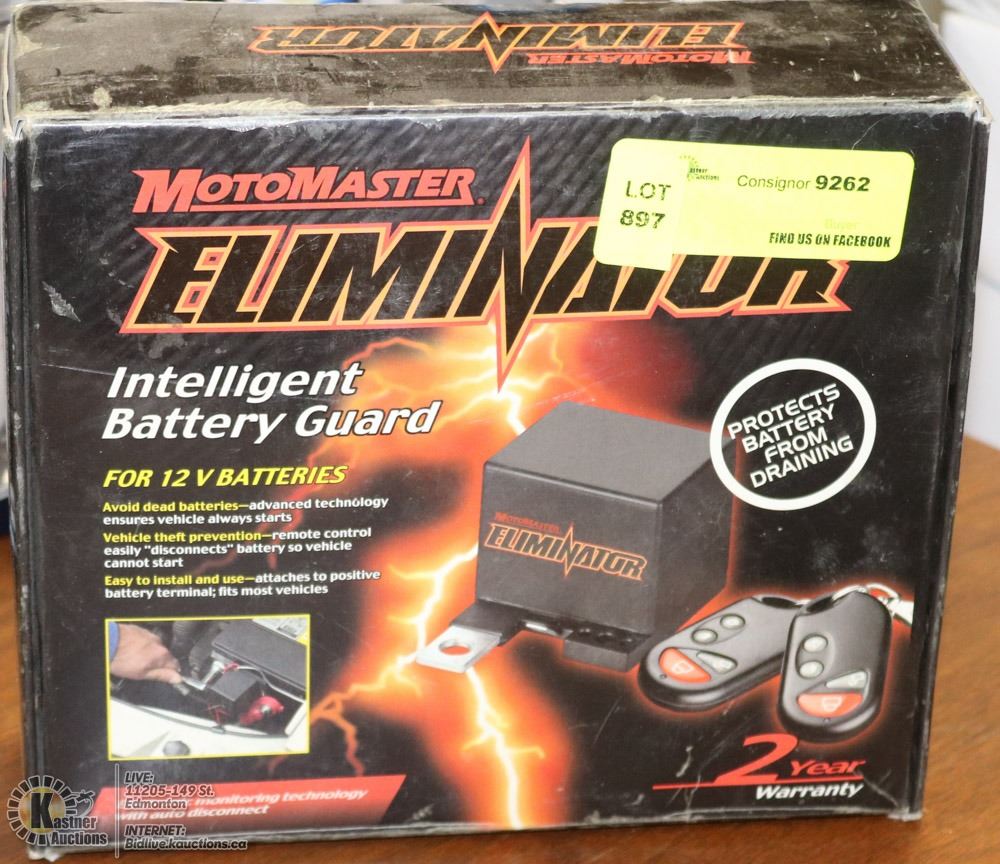 MOTOMASTER
ELIMINATOR
MOTOMASTER®
ELIMINATOR
LOT
897
Kastner
Auctions
Consignor 9262
Buyer
FIND US ON FACEBOOK
Intelligent
Battery Guard
FOR 12 V BATTERIES
Avoid dead batteries—advanced technology
ensures vehicle always starts
Vehicle theft prevention—remote control
easily "disconnects" battery so vehicle
cannot start
Easy to install and use—attaches to positive
battery terminal; fits most vehicles
PROTECTS
BATTERY
FROM
DRAINING
MOTOMASTER
ELIMINATOR
2 Year
Warranty
monitoring technology
with auto disconnect
K
Kastner
Auctions
LIVE:
11205-149 St.
Edmonton
INTERNET:
Bidlive.kauctions.ca